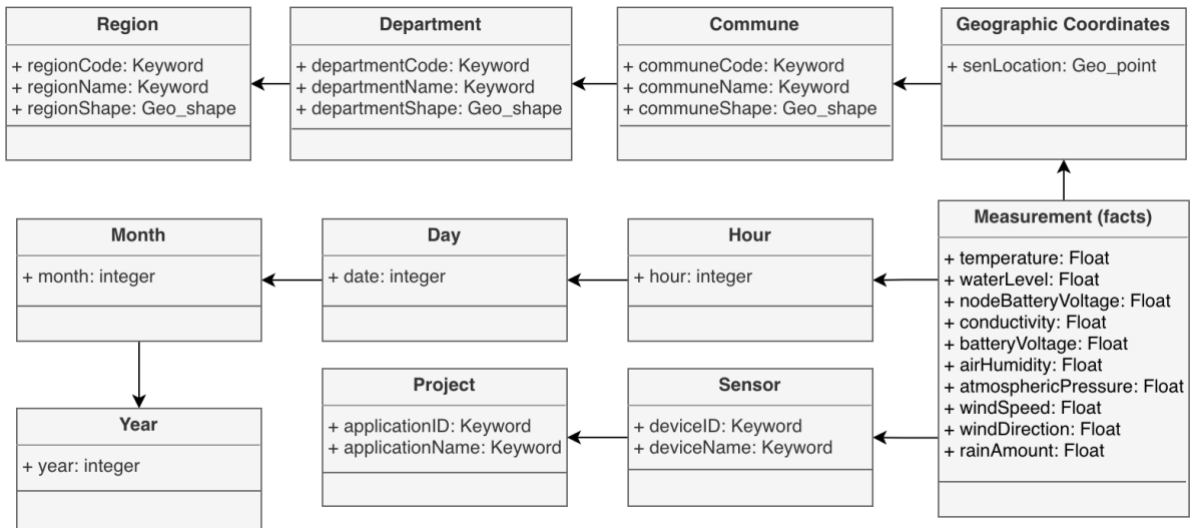 Region
+ regionCode: Keyword
+ regionName: Keyword
+ regionShape: Geo_shape
Department
+ departmentCode: Keyword
+ departmentName: Keyword
+ departmentShape: Geo_shape
Commune
+ communeCode: Keyword
+ communeName: Keyword
+ communeShape: Geo_shape
Geographic Coordinates
+ senLocation: Geo_point
Month
+ month: integer
Day
+ date: integer
Hour
+ hour: integer
Measurement (facts)
+ temperature: Float
+ waterLevel: Float
+ nodeBatteryVoltage: Float
+ conductivity: Float
+ batteryVoltage: Float
+ airHumidity: Float
+ atmosphericPressure: Float
+ windSpeed: Float
+ windDirection: Float
+ rainAmount: Float
Year
+ year: integer
Project
+ applicationID: Keyword
+ applicationName: Keyword
Sensor
+ deviceID: Keyword
+ deviceName: Keyword